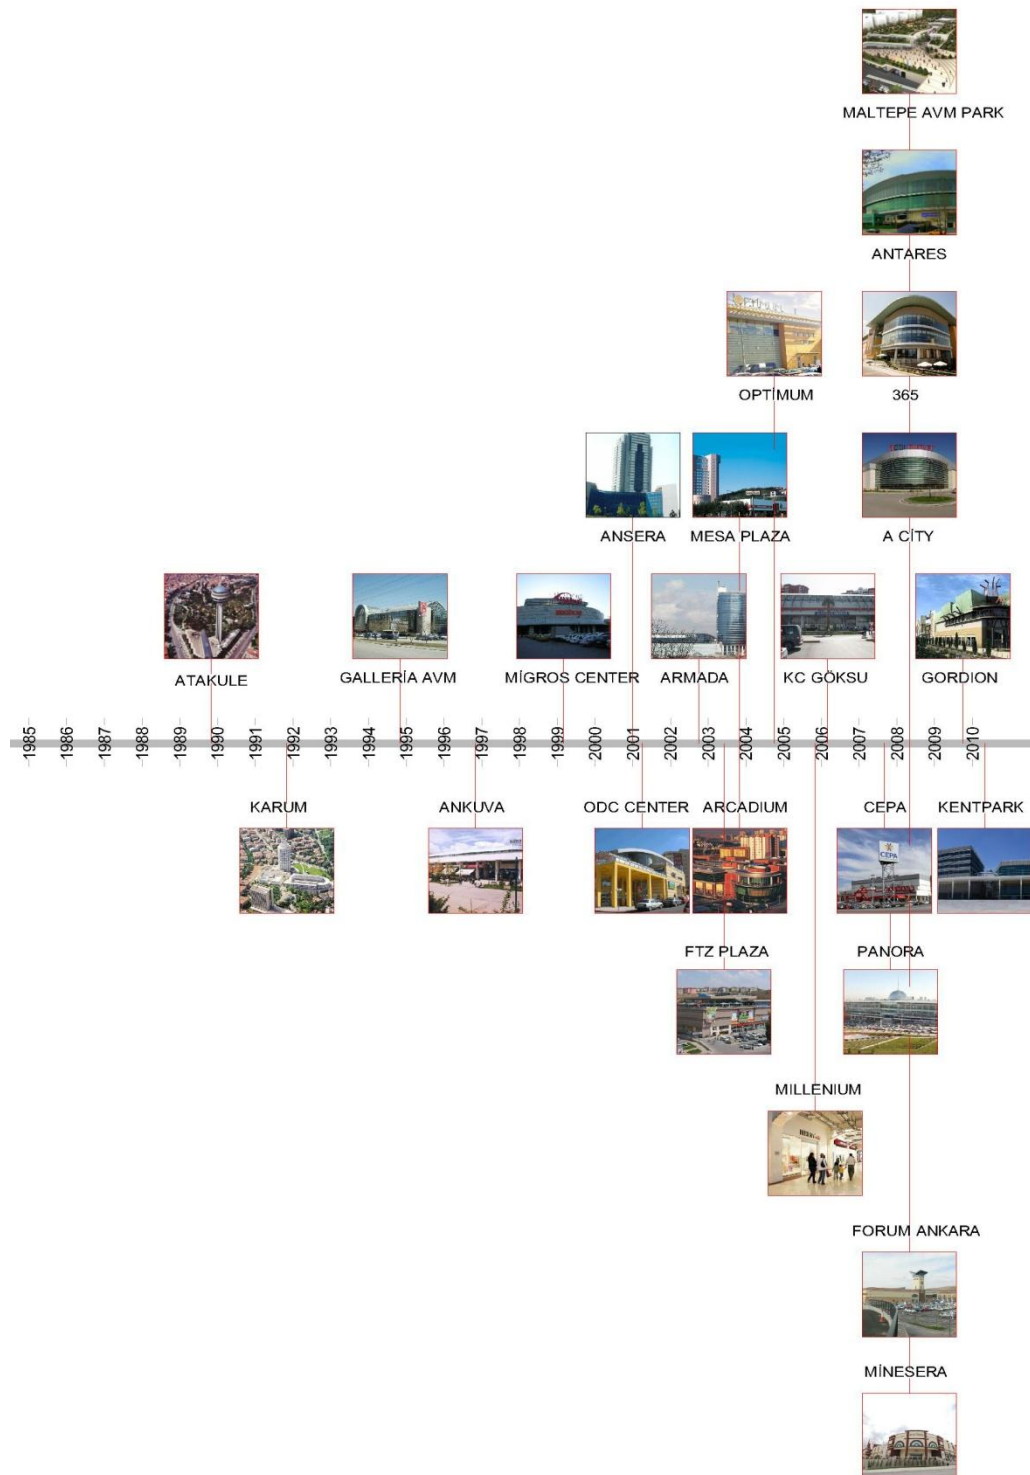 MALTEPE AVM PARK
ANTARES
OPTİMUM
365
ANSERA
MESA PLAZA
A CİTY
ATAKULE
GALLERİA AVM
MİGROS CENTER
ARMADA
KC GÖKSU
GORDION
1985
1986
1987
1988
1989
1990
1991
1992
1993
1994
1995
1996
1997
1998
1999
2000
2001
2002
2003
2004
2005
2006
2007
2008
2009
2010
KARUM
ANKUVA
ODC CENTER
ARCADIUM
CEPA
KENTPARK
CEPA
FTZ PLAZA
PANORA
MILLENIUM
FORUM ANKARA
MİNESERA